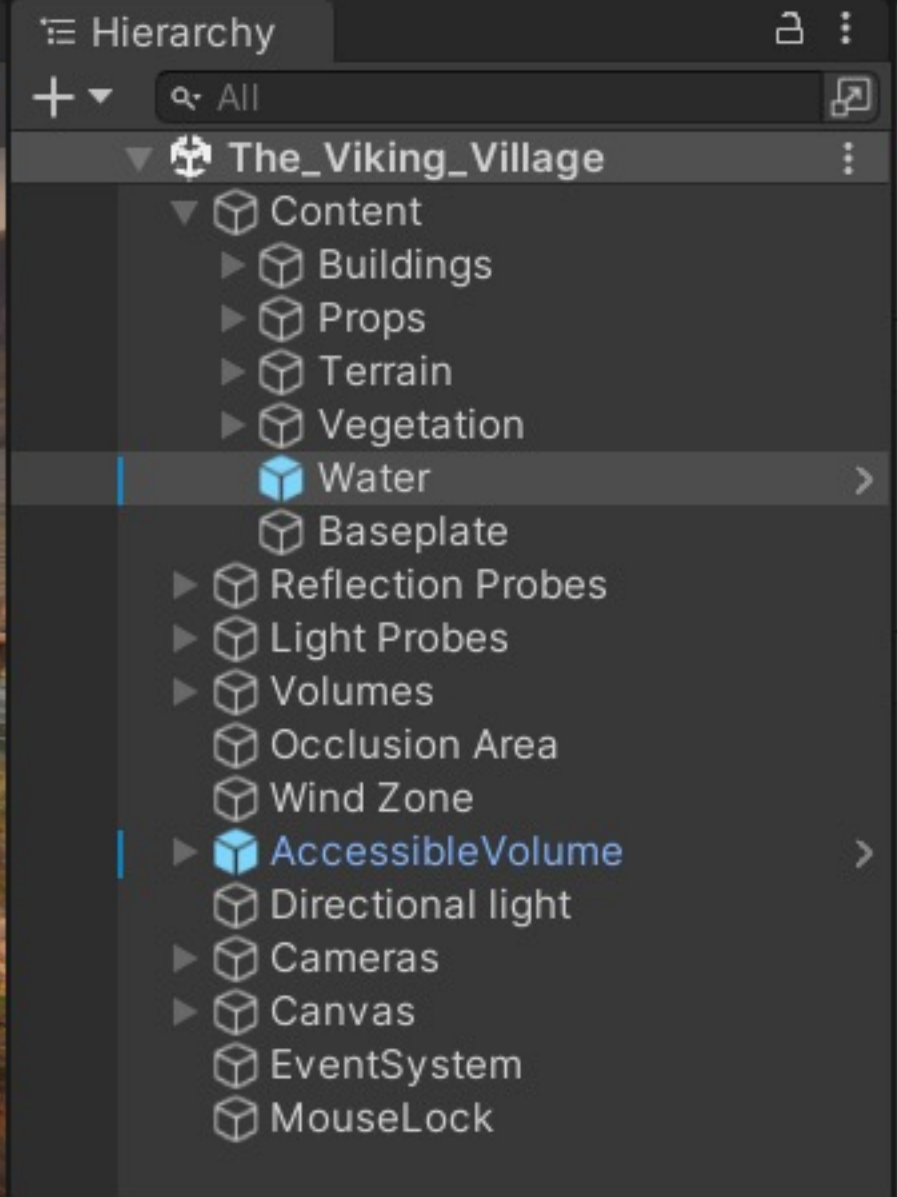 Hierarchy
All
The_Viking_Village
Content
Buildings
Props
Terrain
Vegetation
Water
Baseplate
Reflection Probes
Light Probes
Volumes
Occlusion Area
Wind Zone
AccessibleVolume
Directional light
Cameras
Canvas
EventSystem
MouseLock